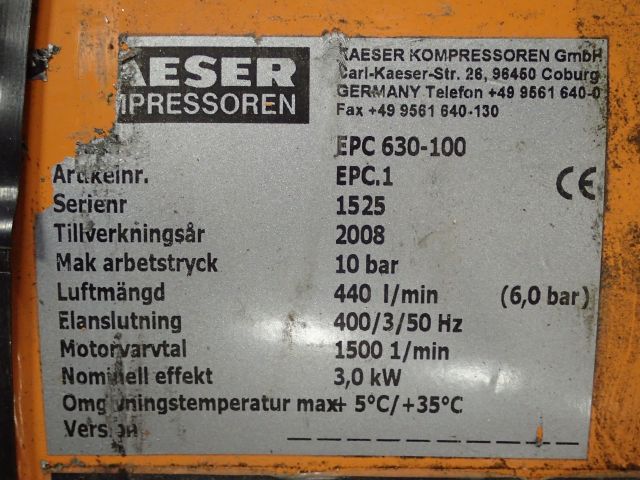 AESER
MPRESSOREN
KAESER KOMPRESSOREN GmbH
Carl-Kaeser-Str. 26, 96450 Coburg
GERMANY Telefon +49 9561 640-0
Fax +49 9561 640-130
EPC 630-100
Artikelnr. EPC.1
Serienr 1525
Tillverkningsår 2008
Mak arbetstryck 10 bar
Luftmängd 440 l/min (6,0 bar)
Elanslutning 400/3/50 Hz
Motorvarvtal 1500 1/min
Nominell effekt 3,0 kW
Omgivningstemperatur max+ 5°C/+35°C
Version
CE